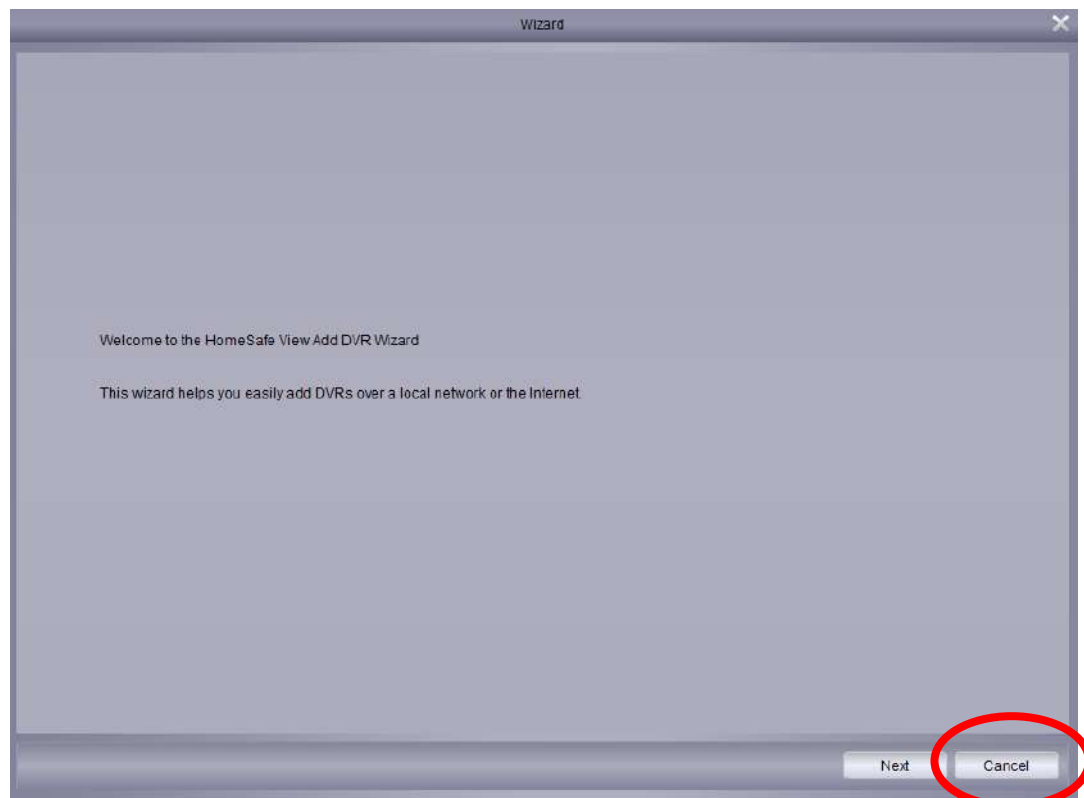 Wizard
Welcome to the HomeSafe View Add DVR Wizard
This wizard helps you easily add DVRs over a local network or the Internet.
Next
Cancel